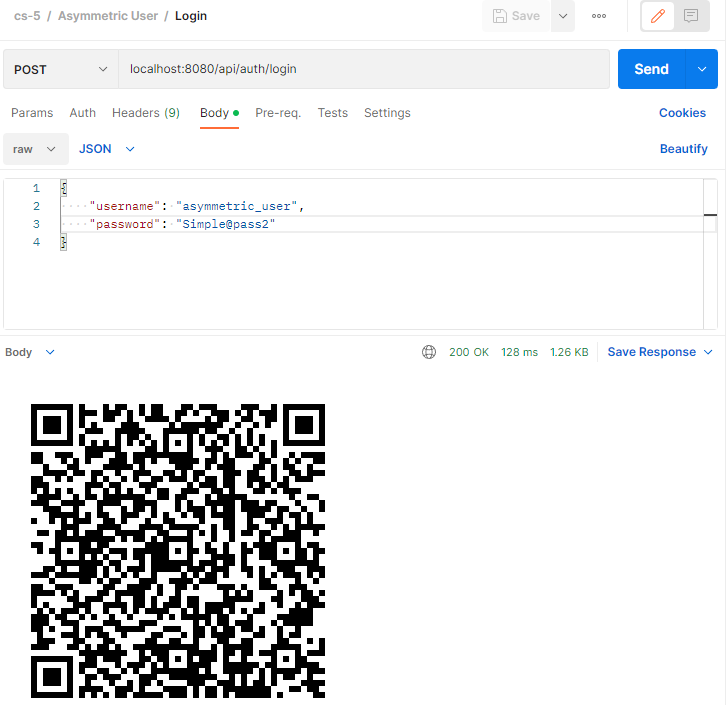 cs-5 / Asymmetric User / Login
Save
POST
localhost:8080/api/auth/login
Send
Params Auth Headers (9) Body Pre-req. Tests Settings Cookies
raw JSON Beautify
1 {
2 "username": "asymmetric_user",
3 "password": "Simple@pass2"
4 }
Body 200 OK 128 ms 1.26 KB Save Response